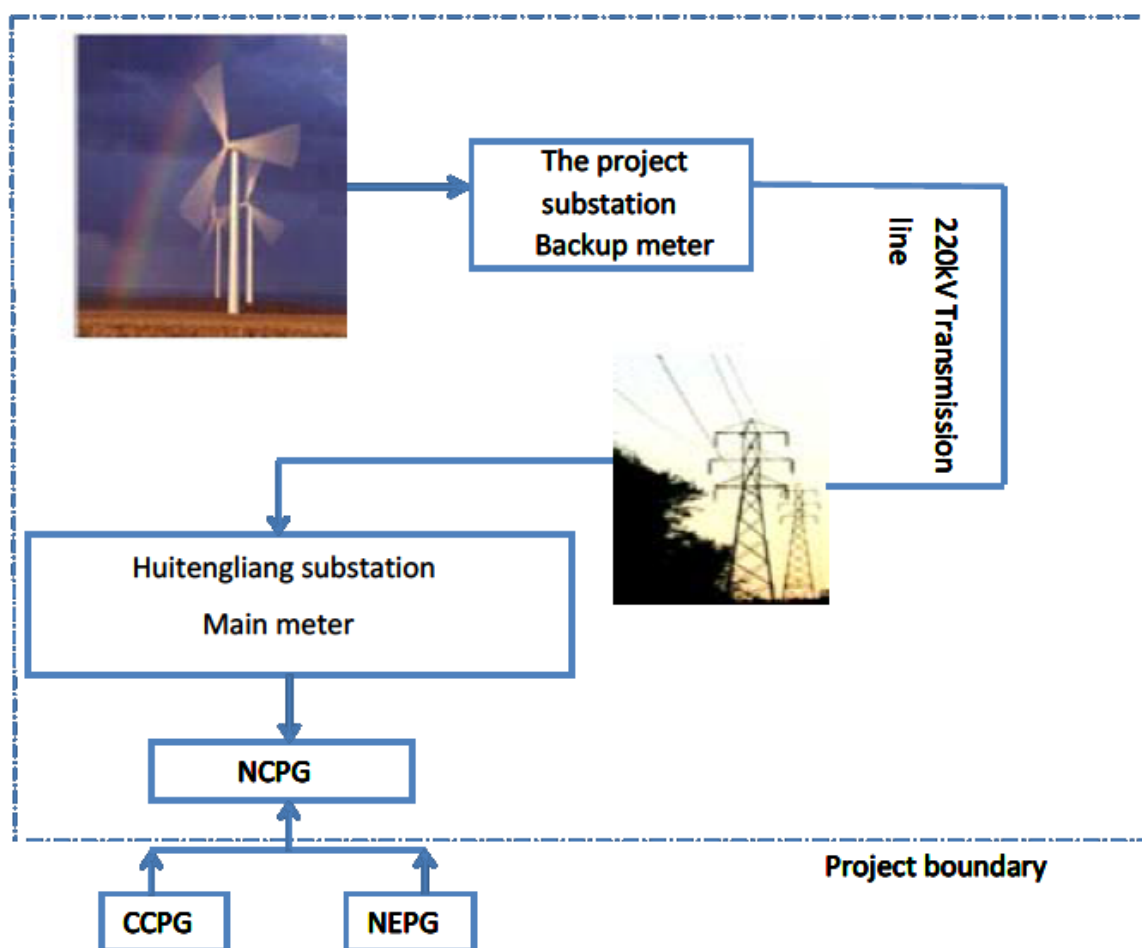 The project
substation
Backup meter
220kV Transmission
line
Huitengliang substation
Main meter
NCPG
Project boundary
CCPG
NEPG